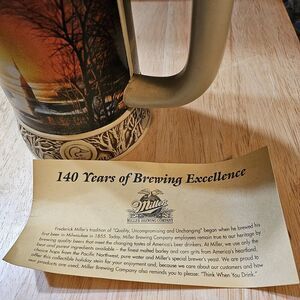 140 Years of Brewing Excellence
Miller
MILLER BREWING COMPANY
Frederick Miller's tradition of "Quality, Uncompromising and Unchanging" began when he brewed his
first beer in Milwaukee in 1855. Today, Miller Brewing Company employees remain true to our heritage by
brewing quality beers that meet the changing tastes of America's beer drinkers. At Miller, we use only the
best and purest ingredients available - the finest malted barley and corn grits from America's heartland,
choice hops from the Pacific Northwest, pure water and Miller's special brewer's yeast. We are proud to
offer this collectible holiday stein for your enjoyment, and, because we care about our customers and how
our products are used, Miller Brewing Company also reminds you to please: "Think When You Drink."